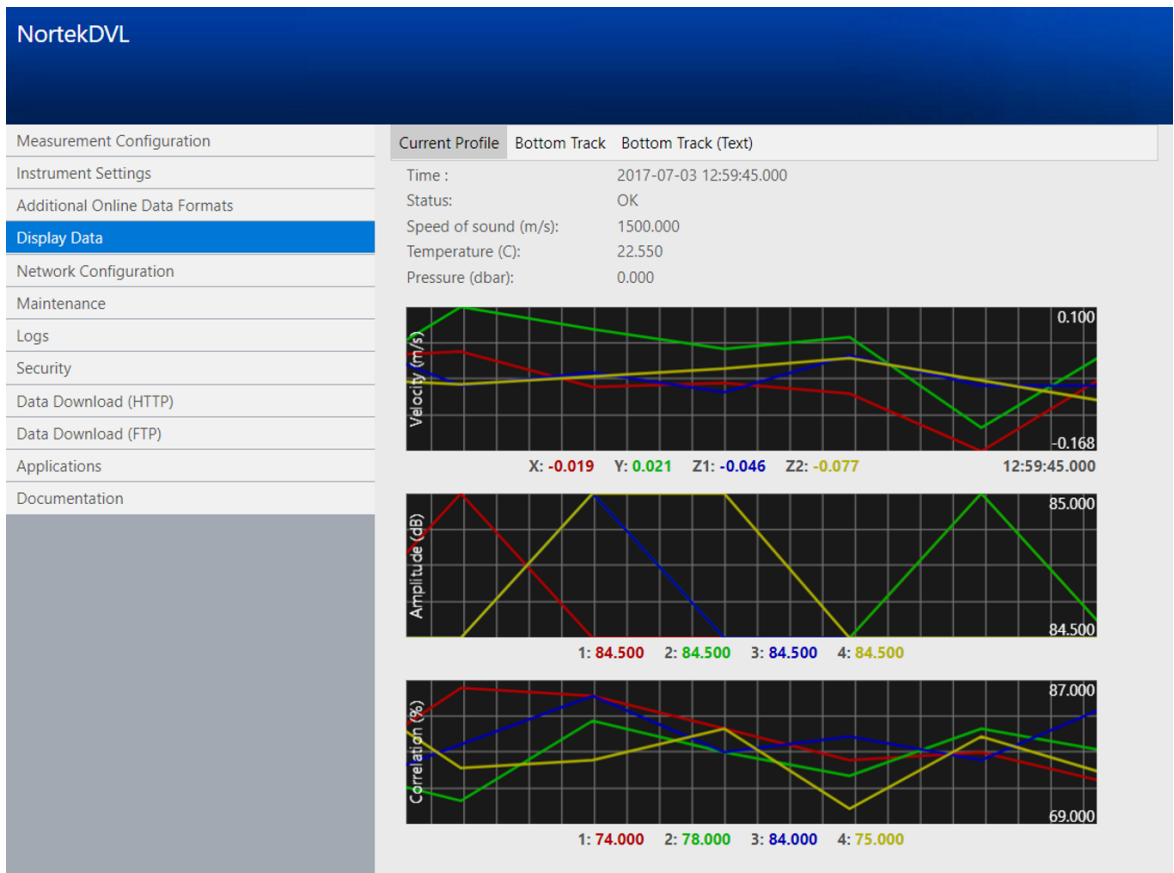 NortekDVL
Measurement Configuration
Instrument Settings
Additional Online Data Formats
Display Data
Network Configuration
Maintenance
Logs
Security
Data Download (HTTP)
Data Download (FTP)
Applications
Documentation
Current Profile Bottom Track Bottom Track (Text)
Time : 2017-07-03 12:59:45.000
Status: OK
Speed of sound (m/s): 1500.000
Temperature (C): 22.550
Pressure (dbar): 0.000
Velocity (m/s)
0.100
-0.168
X: -0.019 Y: 0.021 Z1: -0.046 Z2: -0.077 12:59:45.000
Amplitude (dB)
85.000
84.500
1: 84.500 2: 84.500 3: 84.500 4: 84.500
Correlation (%)
87.000
69.000
1: 74.000 2: 78.000 3: 84.000 4: 75.000